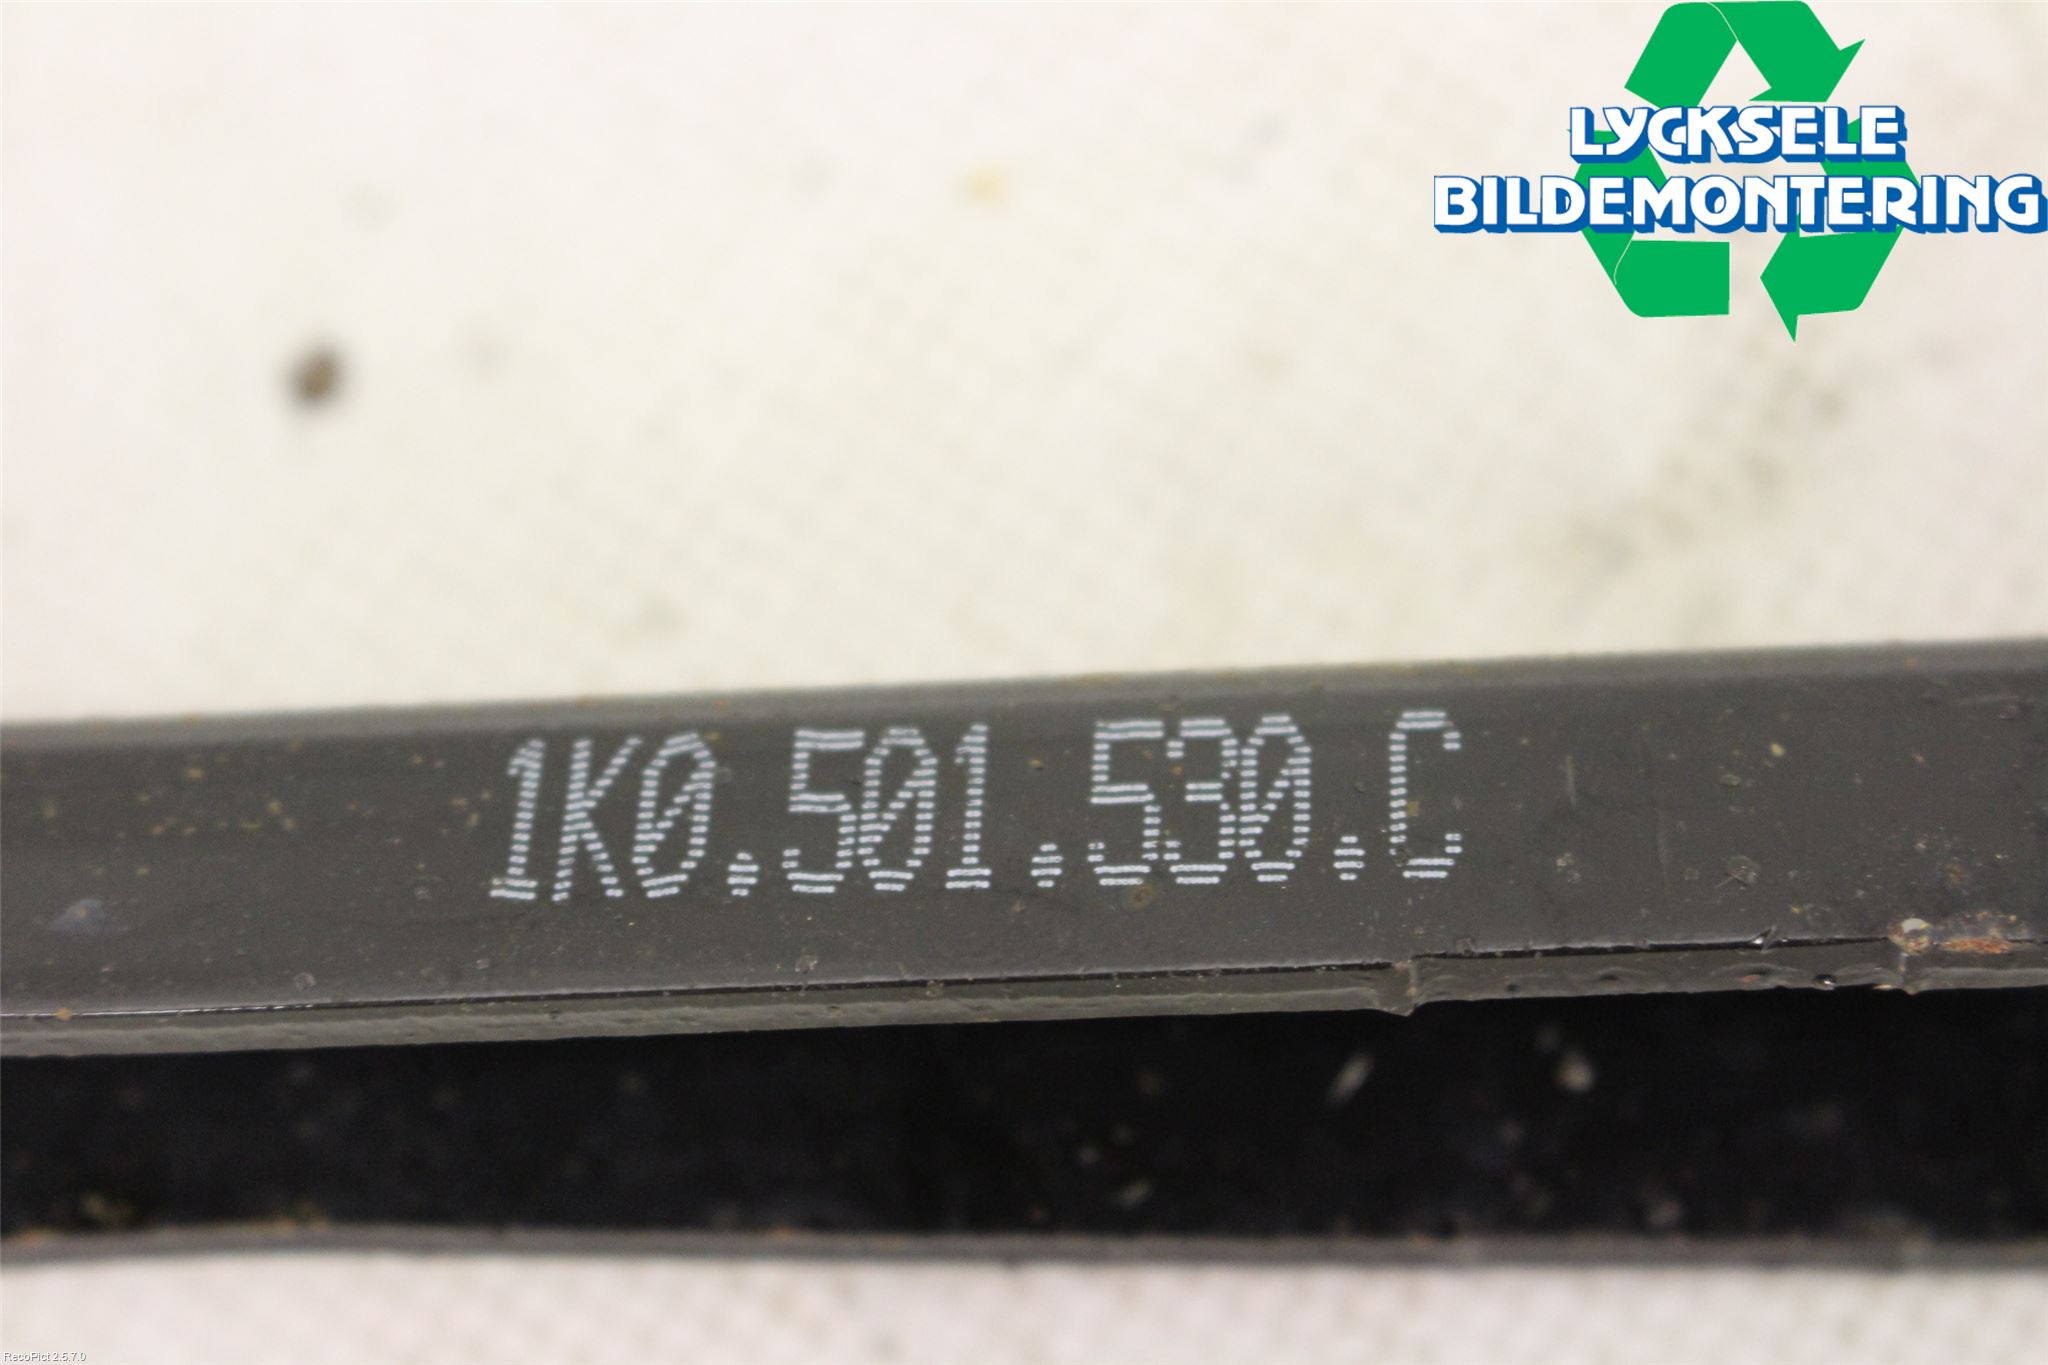 LYCKSELE
BILDEMONTERING
1K0.501.530.C
RecoPict 2.5.7.0